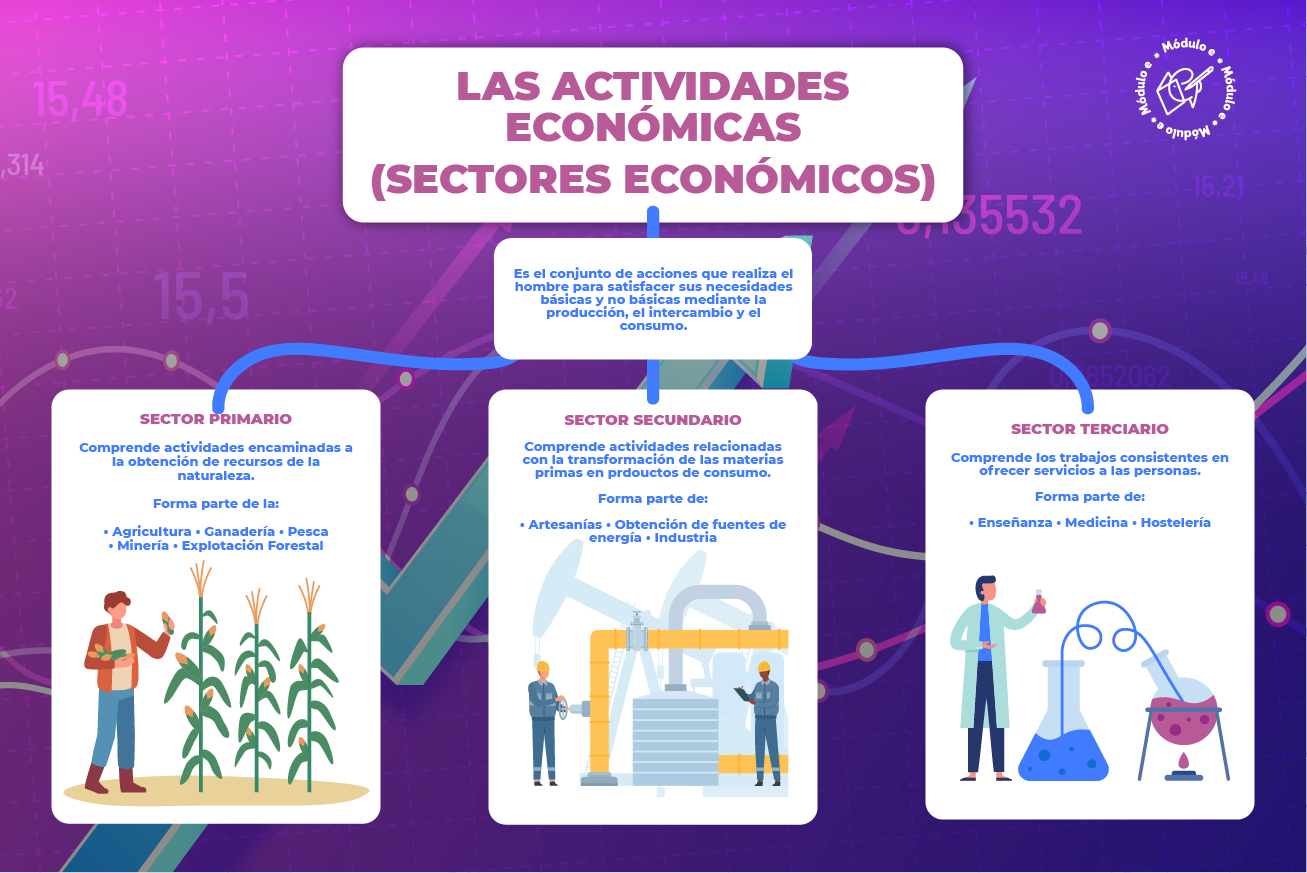 LAS ACTIVIDADES
ECONÓMICAS
(SECTORES ECONÓMICOS)
Módulo e * Módulo e * Módulo e * Módulo e *
15,48
,314
15,21
35532
15,5
15,48
Es el conjunto de acciones que realiza el
hombre para satisfacer sus necesidades
básicas y no básicas mediante la
producción, el intercambio y el
consumo.
SECTOR PRIMARIO
Comprende actividades encaminadas a
la obtención de recursos de la
naturaleza.
Forma parte de la:
• Agricultura • Ganadería • Pesca
• Minería • Explotación Forestal
SECTOR SECUNDARIO
Comprende actividades relacionadas
con la transformación de las materias
primas en prdouctos de consumo.
Forma parte de:
• Artesanías • Obtención de fuentes de
energía • Industria
SECTOR TERCIARIO
Comprende los trabajos consistentes en
ofrecer servicios a las personas.
Forma parte de:
• Enseñanza • Medicina • Hostelería